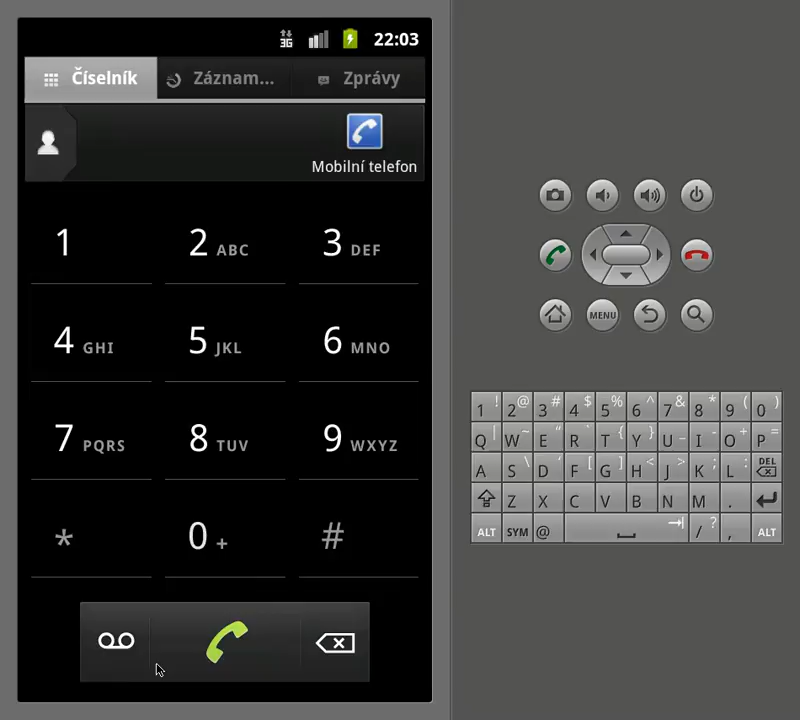 3G 22:03
Číselník Záznam... Zprávy
Mobilní telefon
1 2 ABC 3 DEF
4 GHI 5 JKL 6 MNO
7 PQRS 8 TUV 9 WXYZ
* 0 + #
MENU
1 ! 2 @ 3 # 4 $ 5 % 6 ^ 7 & 8 * 9 ( 0 )
Q | W ~ E " R ` T { Y } U _ I - O + P =
A S \ D ' F [ G ] H < J > K ; L : DEL
Z X C V B N M .
ALT SYM @ / ? , ALT